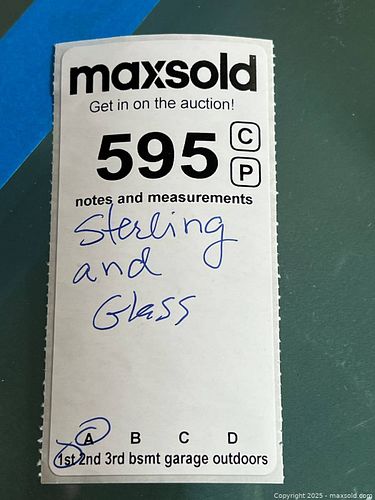 maxsold
Get in on the auction!
595 C
P
notes and measurements
Sterling
and
Glass
A B C D
1st 2nd 3rd bsmt garage outdoors
Copyright © 2025 - maxsold.com